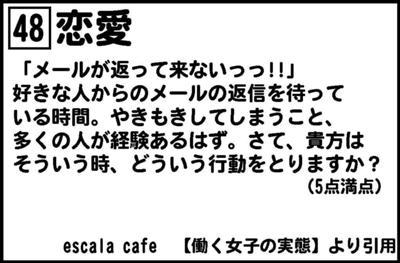 48 恋愛
「メールが返って来ないっっ!!」
好きな人からのメールの返信を待って
いる時間。やきもきしてしまうこと、
多くの人が経験あるはず。さて、貴方は
そういう時、どういう行動をとりますか？
(5点満点)
escala cafe 【働く女子の実態】より引用